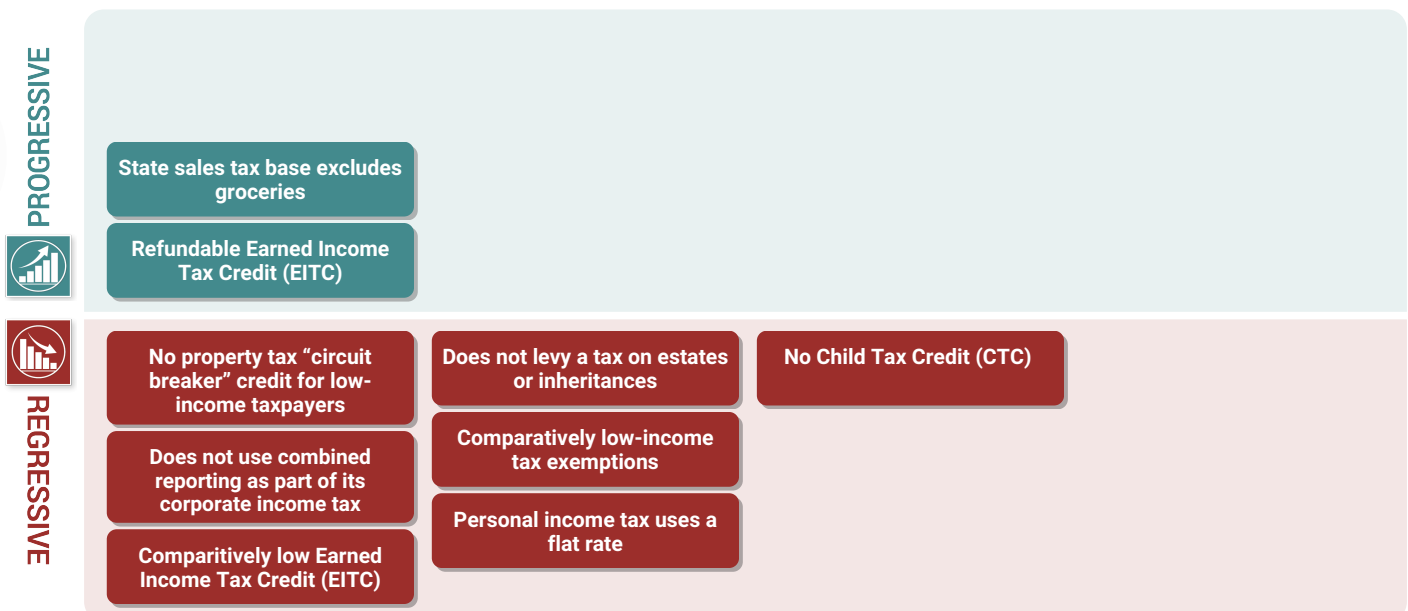 PROGRESSIVE
State sales tax base excludes
groceries
Refundable Earned Income
Tax Credit (EITC)
REGRESSIVE
No property tax “circuit
breaker” credit for low-
income taxpayers
Does not use combined
reporting as part of its
corporate income tax
Comparitively low Earned
Income Tax Credit (EITC)
Does not levy a tax on estates
or inheritances
Comparatively low-income
tax exemptions
Personal income tax uses a
flat rate
No Child Tax Credit (CTC)